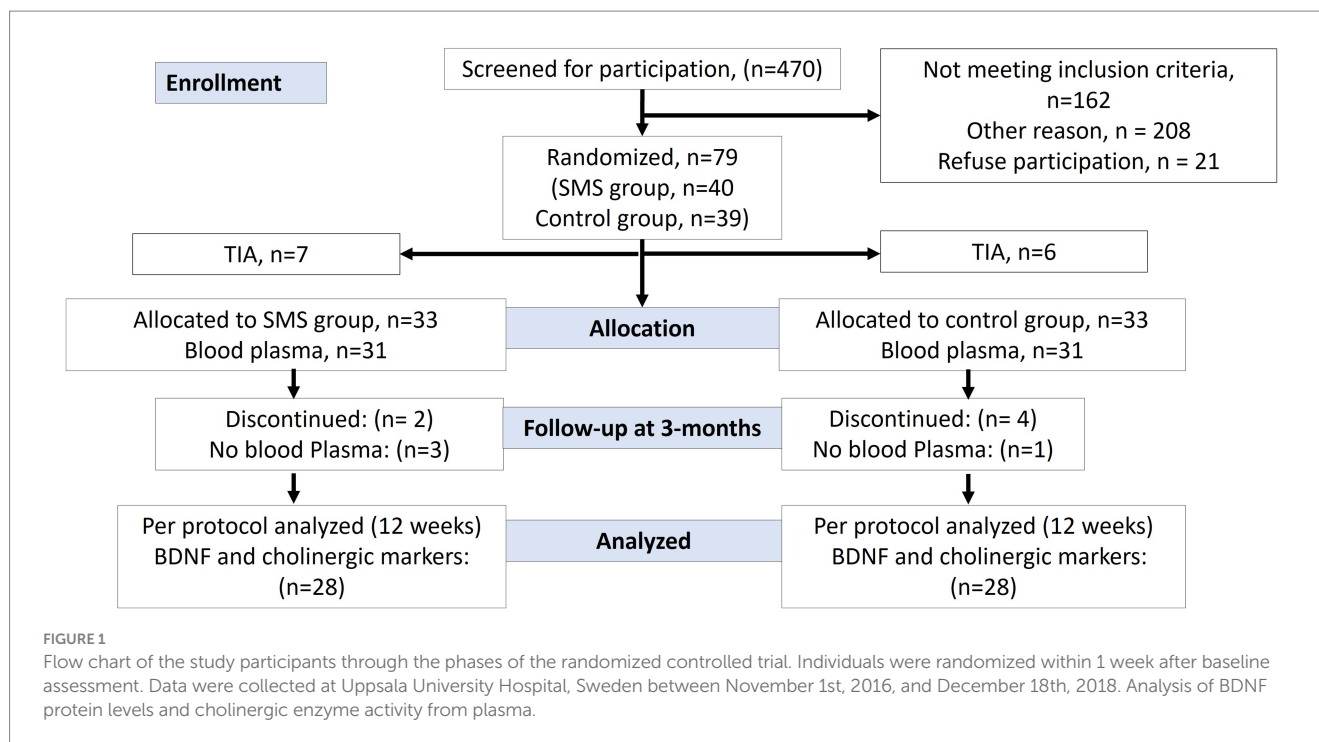 Enrollment
Screened for participation, (n=470)
Not meeting inclusion criteria,
n=162
Other reason, n = 208
Refuse participation, n = 21
Randomized, n=79
(SMS group, n=40
Control group, n=39)
TIA, n=7
TIA, n=6
Allocated to SMS group, n=33
Blood plasma, n=31
Allocation
Allocated to control group, n=33
Blood plasma, n=31
Discontinued: (n= 2)
No blood Plasma: (n=3)
Follow-up at 3-months
Discontinued: (n= 4)
No blood Plasma: (n=1)
Per protocol analyzed (12 weeks)
BDNF and cholinergic markers:
(n=28)
Analyzed
Per protocol analyzed (12 weeks)
BDNF and cholinergic markers:
(n=28)
FIGURE 1
Flow chart of the study participants through the phases of the randomized controlled trial. Individuals were randomized within 1 week after baseline
assessment. Data were collected at Uppsala University Hospital, Sweden between November 1st, 2016, and December 18th, 2018. Analysis of BDNF
protein levels and cholinergic enzyme activity from plasma.